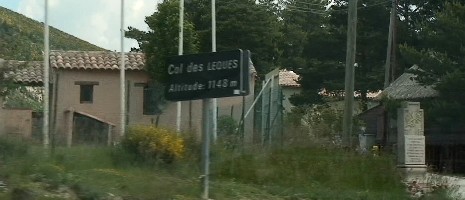 Col des LEQUES
Altitude: 1148 m